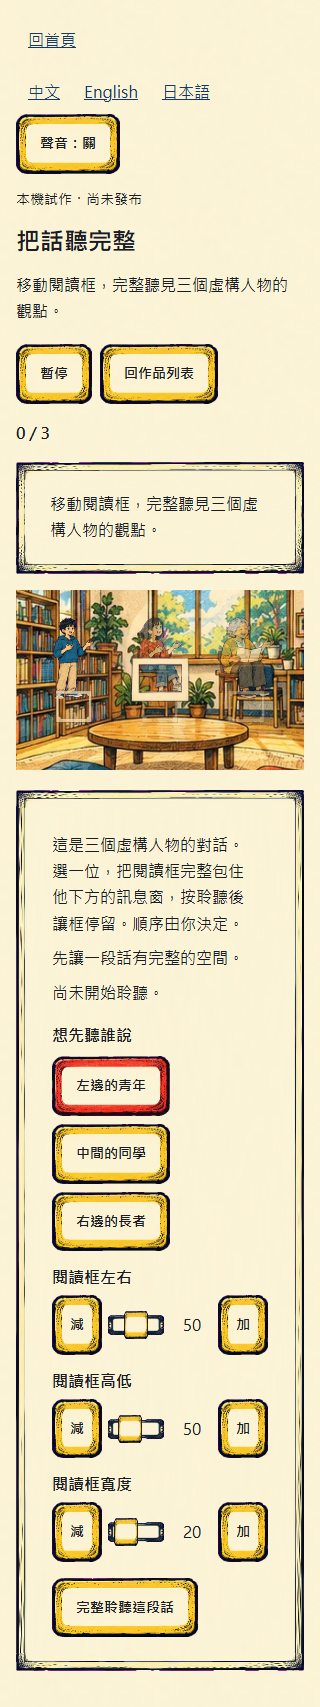 回首頁
中文 English 日本語
聲音：關
本機試作・尚未發布
把話聽完整
移動閱讀框，完整聽見三個虛構人物的
觀點。
暫停 回作品列表
0 / 3
移動閱讀框，完整聽見三個虛
構人物的觀點。
這是三個虛構人物的對話。
選一位，把閱讀框完整包住
他下方的訊息窗，按聆聽後
讓框停留。順序由你決定。
先讓一段話有完整的空間。
尚未開始聆聽。
想先聽誰說
左邊的青年
中間的同學
右邊的長者
閱讀框左右
減 50 加
閱讀框高低
減 50 加
閱讀框寬度
減 20 加
完整聆聽這段話